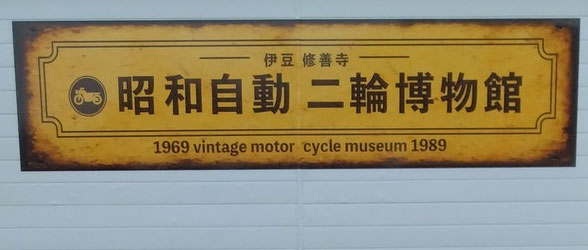 伊豆 修善寺
昭和自動 二輪博物館
1969 vintage motor cycle museum 1989